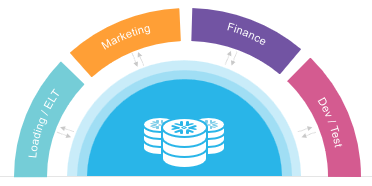 Loading / ELT
Marketing
Finance
Dev / Test